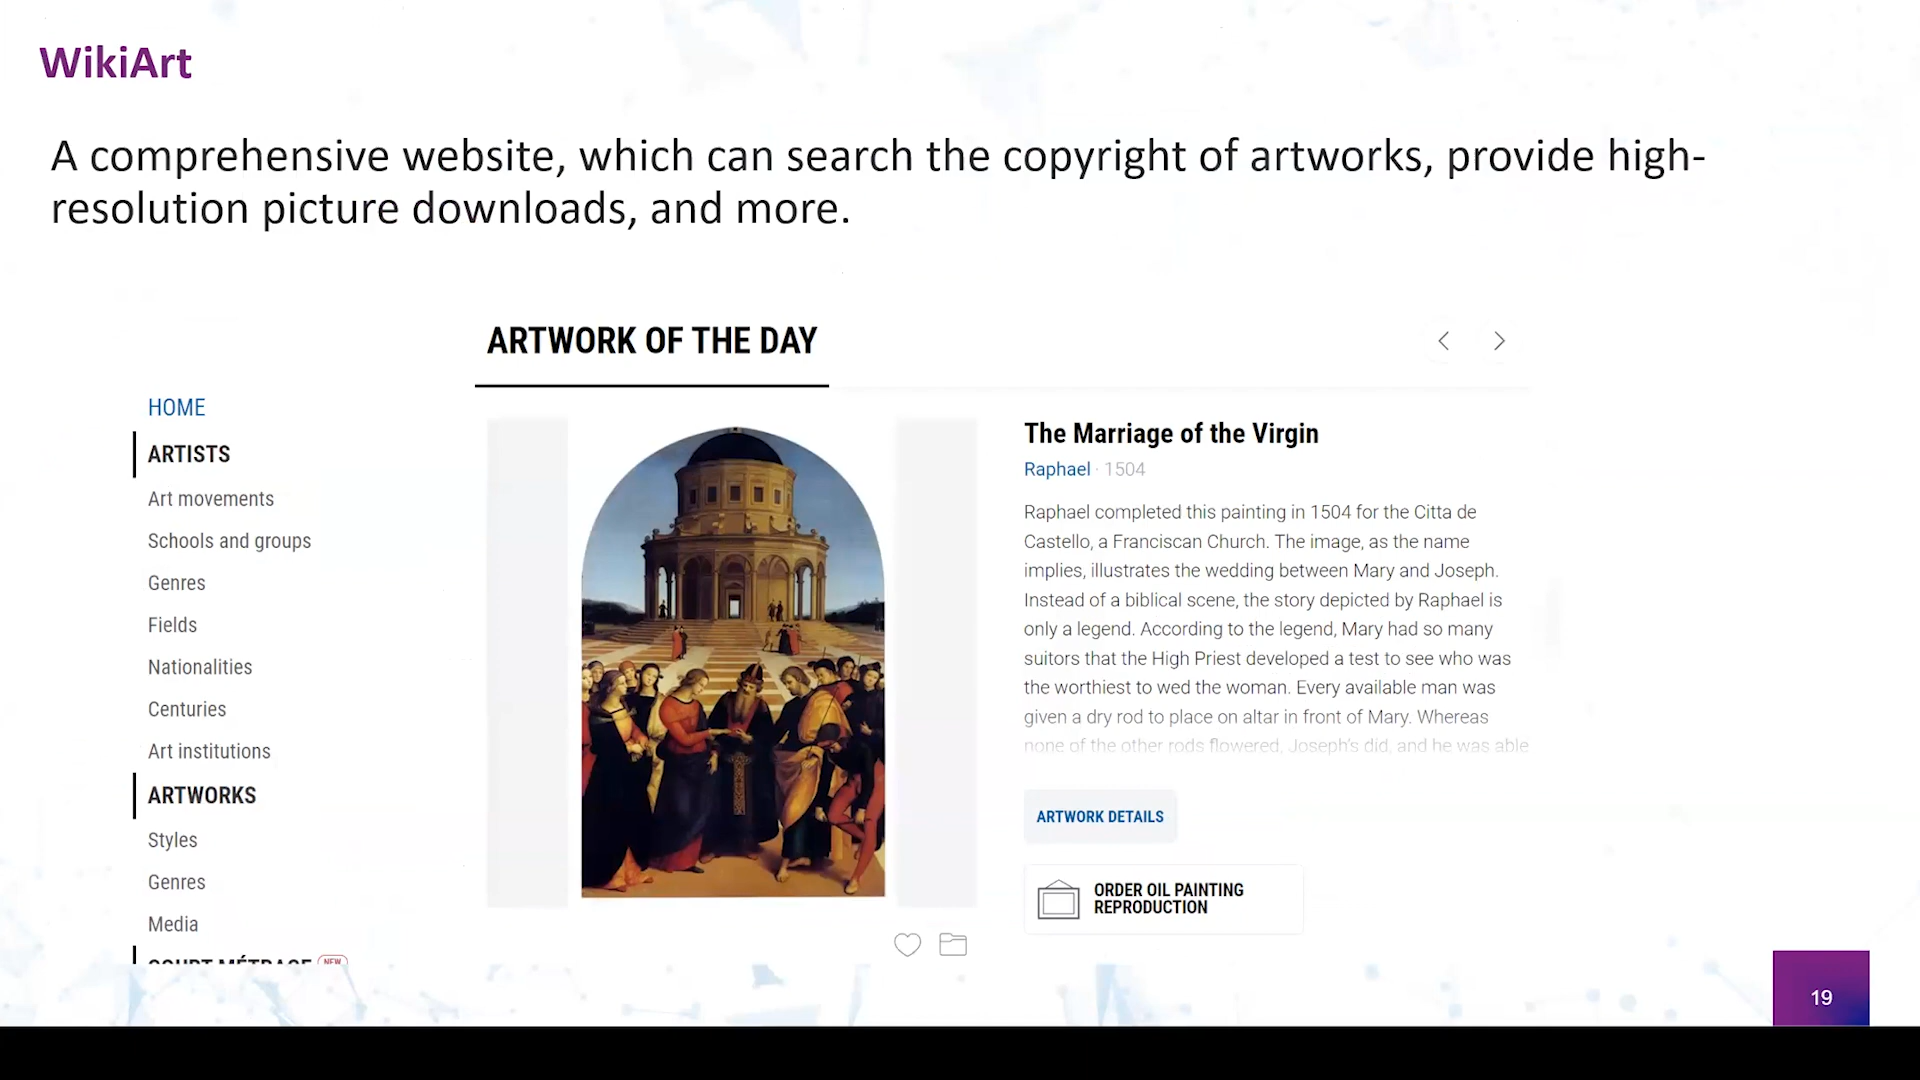 WikiArt
A comprehensive website, which can search the copyright of artworks, provide high-
resolution picture downloads, and more.
ARTWORK OF THE DAY
HOME
ARTISTS
Art movements
Schools and groups
Genres
Fields
Nationalities
Centuries
Art institutions
ARTWORKS
Styles
Genres
Media
COURT MÉTRAGE NEW
The Marriage of the Virgin
Raphael · 1504
Raphael completed this painting in 1504 for the Citta de
Castello, a Franciscan Church. The image, as the name
implies, illustrates the wedding between Mary and Joseph.
Instead of a biblical scene, the story depicted by Raphael is
only a legend. According to the legend, Mary had so many
suitors that the High Priest developed a test to see who was
the worthiest to wed the woman. Every available man was
given a dry rod to place on altar in front of Mary. Whereas
none of the other rods flowered, Joseph's did, and he was able
ARTWORK DETAILS
ORDER OIL PAINTING
REPRODUCTION
19